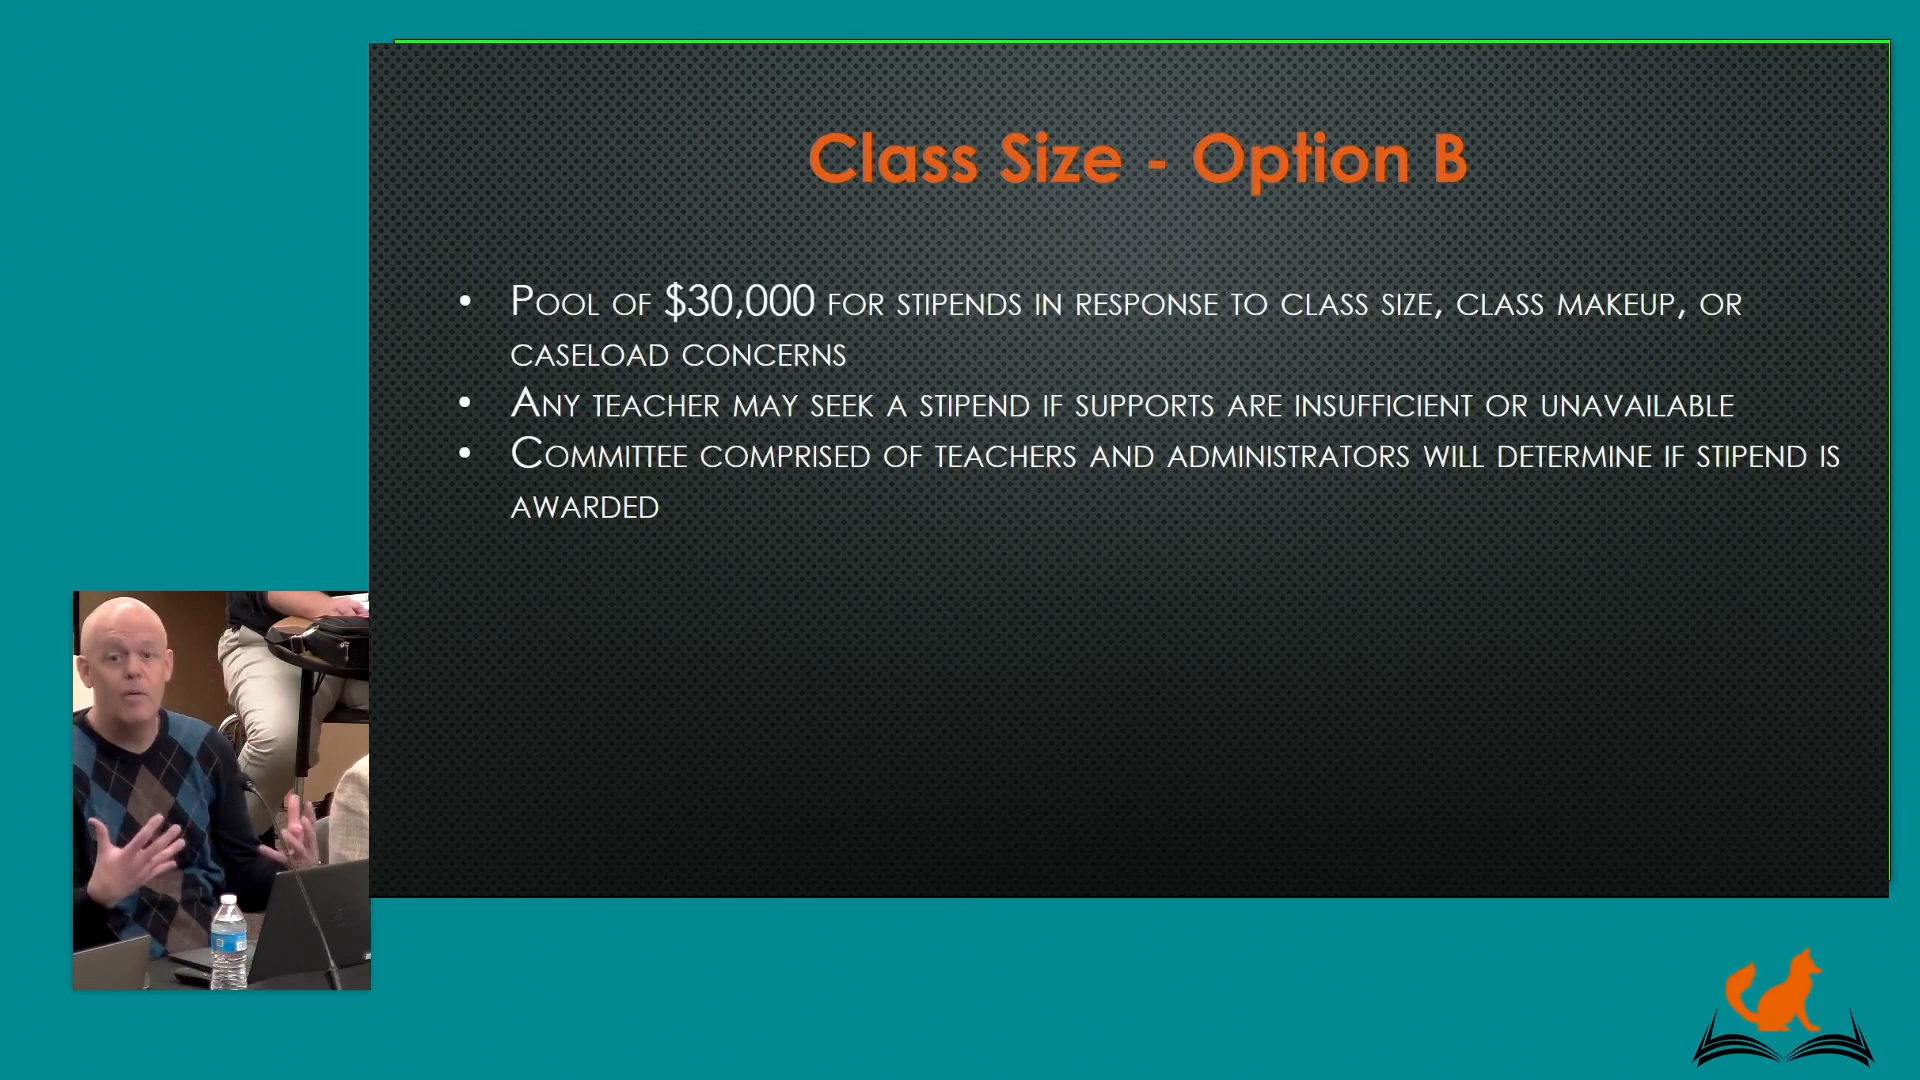 Class Size - Option B
• Pool of $30,000 for stipends in response to class size, class makeup, or
caseload concerns
• Any teacher may seek a stipend if supports are insufficient or unavailable
• Committee comprised of teachers and administrators will determine if stipend is
awarded